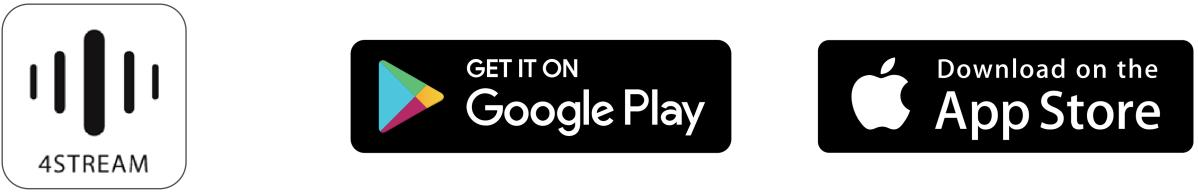 4STREAM
GET IT ON
Google Play
Download on the
App Store